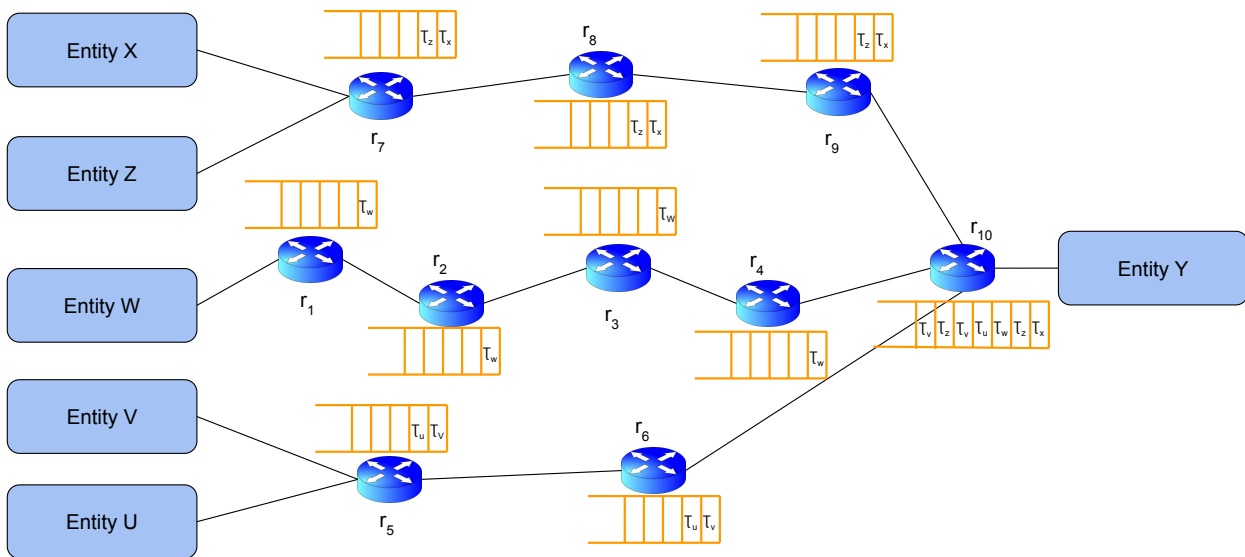 Entity X
τz τx
r8
τz τx
r7
τz τx
r9
Entity Z
τw
τw
r10
Entity W
r1
r2
r3
r4
Entity Y
τw
τw
τv τz τv τu τw τz τx
Entity V
τu τv
r6
Entity U
r5
τu τv